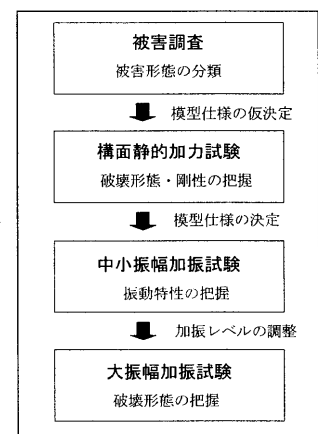 被害調査
被害形態の分類
模型仕様の仮決定
構面静的加力試験
破壊形態・剛性の把握
模型仕様の決定
中小振幅加振試験
振動特性の把握
加振レベルの調整
大振幅加振試験
破壊形態の把握